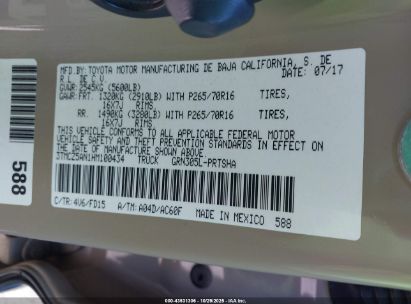 MFD BY: TOYOTA MOTOR MANUFACTURING DE BAJA CALIFORNIA, S. DE
R.L. DE C.V. DATE: 07/17
GVWR: 2545KG (5600LB)
GAWR: FRT. 1320KG (2910LB) WITH P265/70R16 TIRES,
16X7J RIMS
RR. 1490KG (3280LB) WITH P265/70R16 TIRES,
16X7J RIMS
THIS VEHICLE CONFORMS TO ALL APPLICABLE FEDERAL MOTOR
VEHICLE SAFETY AND THEFT PREVENTION STANDARDS IN
EFFECT ON THE DATE OF MANUFACTURE SHOWN ABOVE.
3TMCZ5AN1HM100434 TRUCK GRN305L-PRTSHA
C/TR: 4V6/FD15 A/TM: A04D/AC60F MADE IN MEXICO 588
588